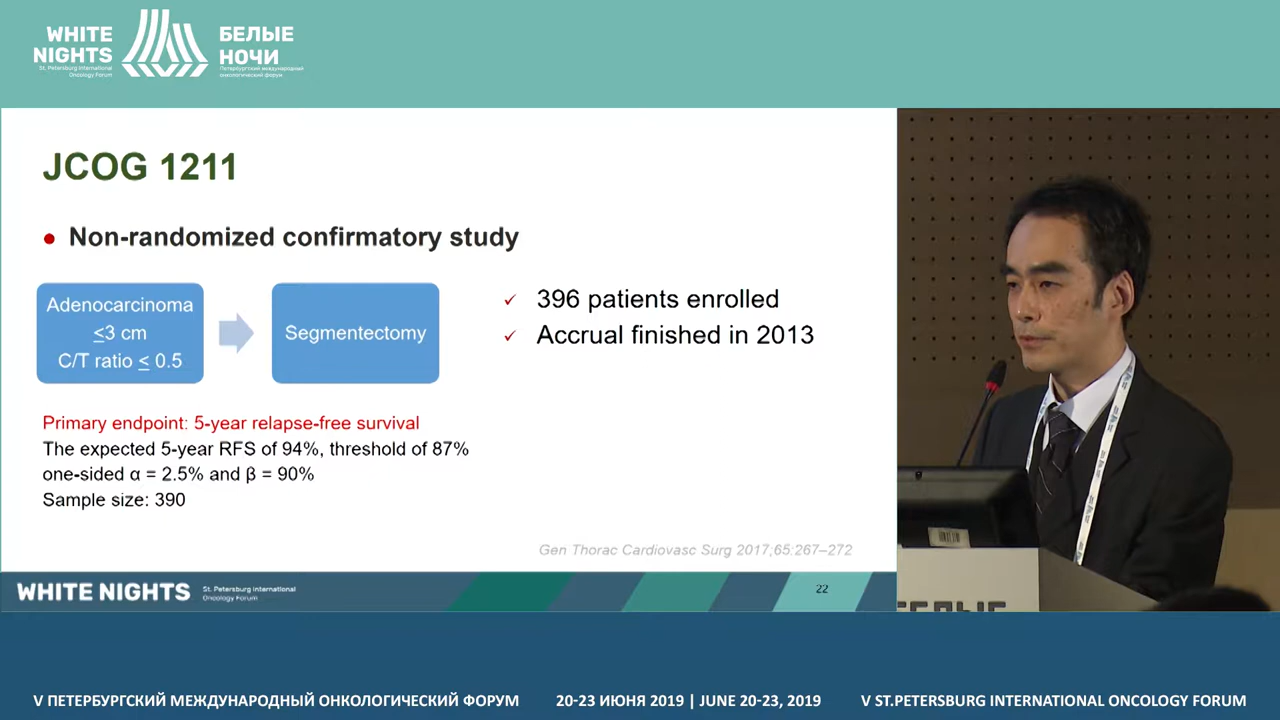 WHITE
NIGHTS
St. Petersburg International
Oncology Forum
БЕЛЫЕ
НОЧИ
Петербургский международный
онкологический форум
JCOG 1211
Non-randomized confirmatory study
Adenocarcinoma
≤3 cm
C/T ratio ≤ 0.5
Segmentectomy
396 patients enrolled
Accrual finished in 2013
Primary endpoint: 5-year relapse-free survival
The expected 5-year RFS of 94%, threshold of 87%
one-sided α = 2.5% and β = 90%
Sample size: 390
Gen Thorac Cardiovasc Surg 2017;65:267–272
WHITE NIGHTS
St. Petersburg International
Oncology Forum
22
БЕЛЫЕ
V ПЕТЕРБУРГСКИЙ МЕЖДУНАРОДНЫЙ ОНКОЛОГИЧЕСКИЙ ФОРУМ
20-23 ИЮНЯ 2019 | JUNE 20-23, 2019
V ST.PETERSBURG INTERNATIONAL ONCOLOGY FORUM